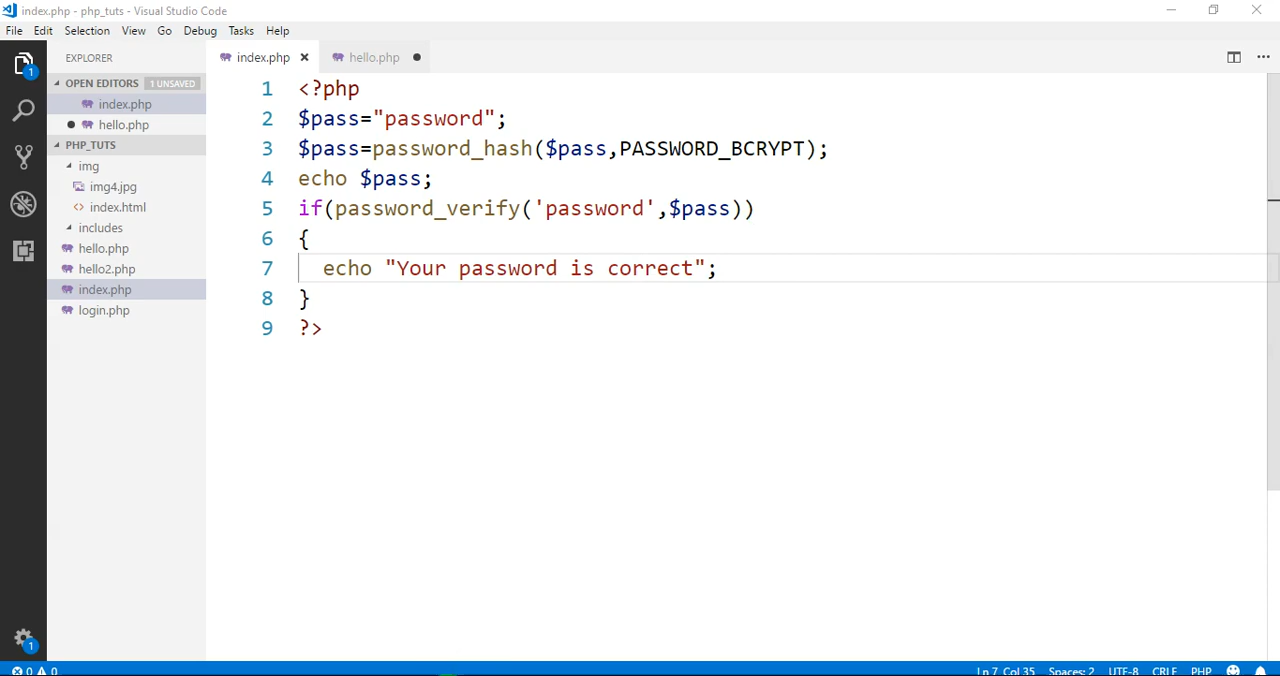 index.php - php_tuts - Visual Studio Code
File Edit Selection View Go Debug Tasks Help
EXPLORER
index.php
hello.php
OPEN EDITORS 1 UNSAVED
index.php
hello.php
PHP_TUTS
img
img4.jpg
index.html
includes
hello.php
hello2.php
index.php
login.php
1
1 <?php
2 $pass="password";
3 $pass=password_hash($pass,PASSWORD_BCRYPT);
4 echo $pass;
5 if(password_verify('password',$pass))
6 {
7 echo "Your password is correct";
8 }
9 ?>
1
0 0 Ln 7, Col 35 Spaces: 2 UTF-8 CRLF PHP